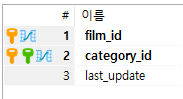 # 이름
1 film_id
2 category_id
3 last_update